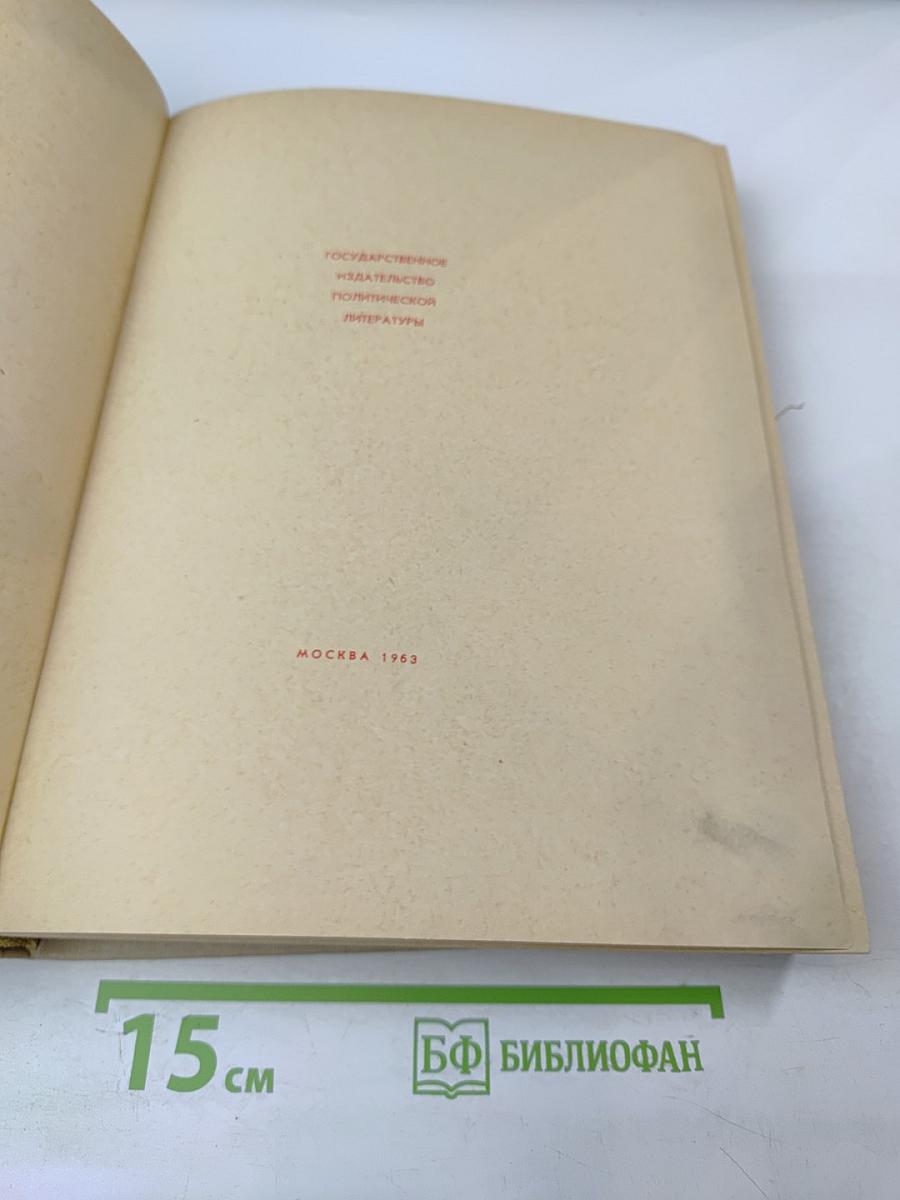 ГОСУДАРСТВЕННОЕ
ИЗДАТЕЛЬСТВО
ПОЛИТИЧЕСКОЙ
ЛИТЕРАТУРЫ
МОСКВА 1963
15 см
БФ БИБЛИОФАН